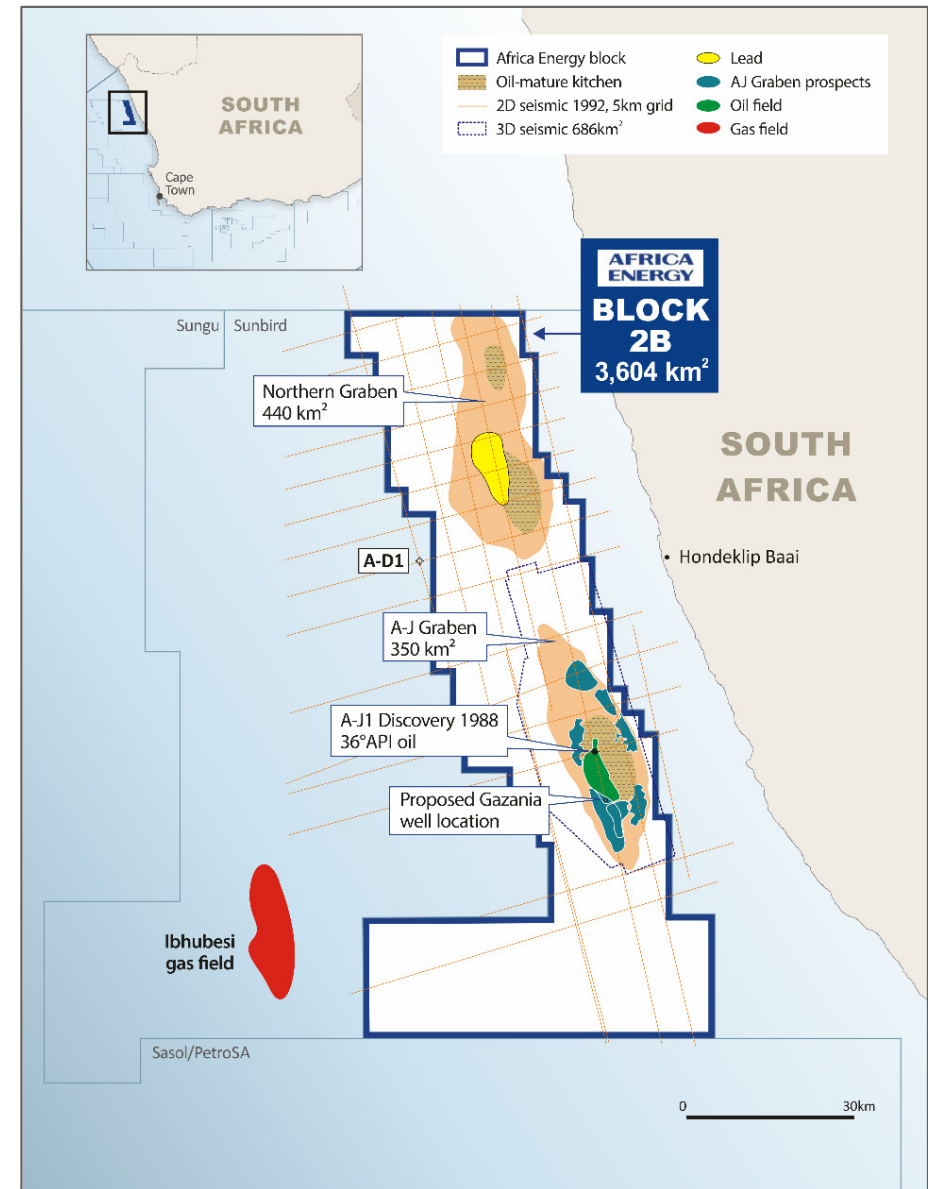 SOUTH
AFRICA
Cape
Town
Africa Energy block
Oil-mature kitchen
2D seismic 1992, 5km grid
3D seismic 686km²
Lead
AJ Graben prospects
Oil field
Gas field
AFRICA
ENERGY
BLOCK
2B
3,604 km²
Sungu
Sunbird
Northern Graben
440 km²
SOUTH
AFRICA
A-D1
Hondeklip Baai
A-J Graben
350 km²
A-J1 Discovery 1988
36°API oil
Proposed Gazania
well location
Ibhubesi
gas field
Sasol/PetroSA
0
30km